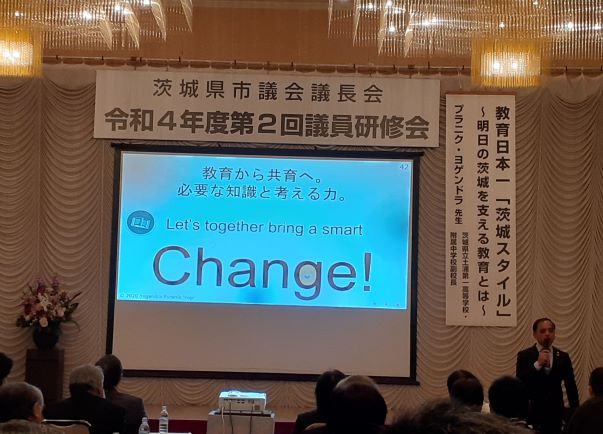 茨城県市議会議長会
令和4年度第2回議員研修会
42
教育から共育へ。
必要な知識と考える力。
Let's together bring a smart
Change!
教育日本一「茨城スタイル」
～明日の茨城を支える教育とは～
プラニク・ヨゲンドラ 先生
茨城県立土浦第一高等学校・
附属中学校副校長